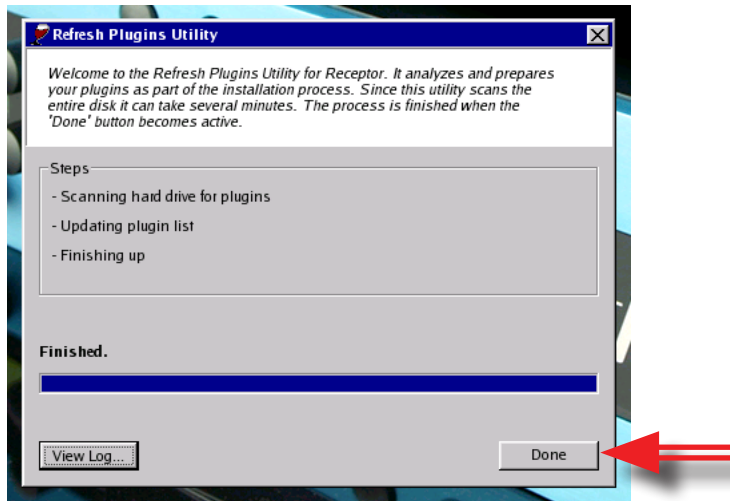 Refresh Plugins Utility
Welcome to the Refresh Plugins Utility for Receptor. It analyzes and prepares
your plugins as part of the installation process. Since this utility scans the
entire disk it can take several minutes. The process is finished when the
'Done' button becomes active.
Steps
- Scanning hard drive for plugins
- Updating plugin list
- Finishing up
Finished.
View Log...
Done